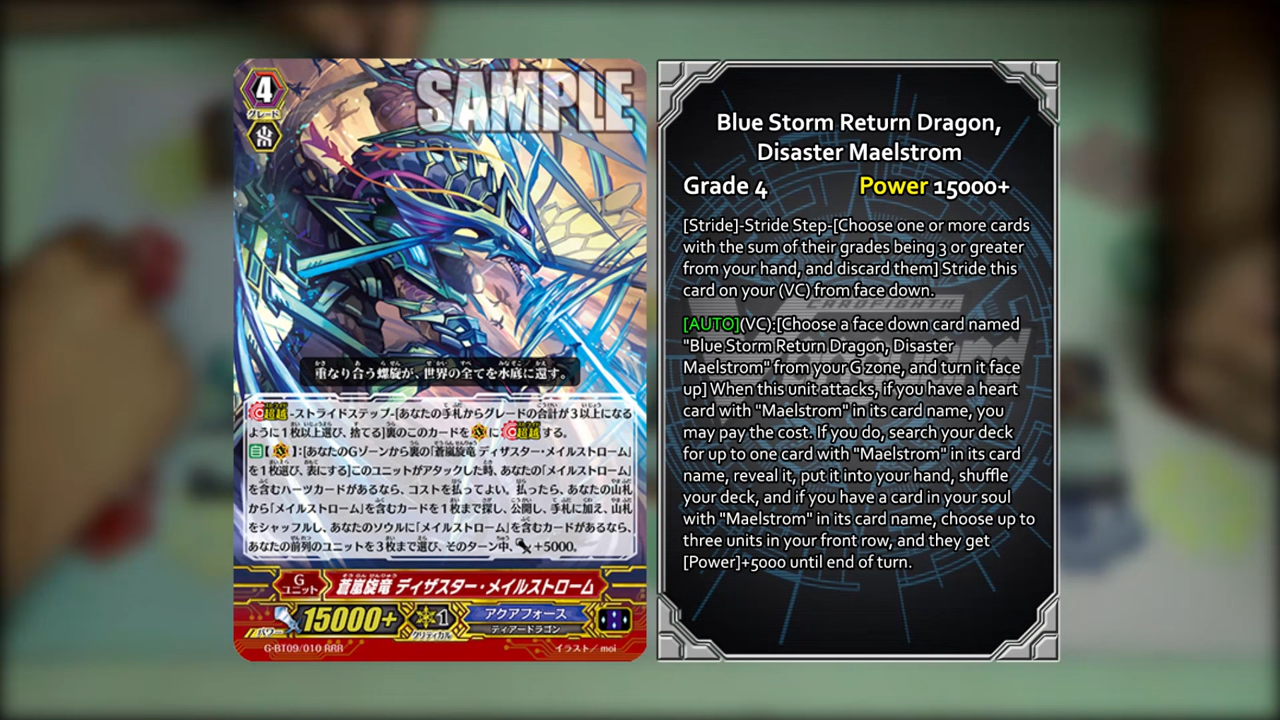 4
グレード
SAMPLE
重なり合う螺旋が、世界の全てを水底に還す。
超越-ストライドステップ-[あなたの手札からグレードの合計が3以上になる
ように1枚以上選び、捨てる]裏のこのカードを に 超越 する。
【 】:[あなたのGゾーンから裏の「蒼嵐旋竜 ディザスター・メイルストローム」
を1枚選び、表にする]このユニットがアタックした時、あなたの「メイルストローム」
を含むハーツカードがあるなら、コストを払ってよい。払ったら、あなたの山札
から「メイルストローム」を含むカードを1枚まで探し、公開し、手札に加え、山札
をシャッフルし、あなたのソウルに「メイルストローム」を含むカードがあるなら、
あなたの前列のユニットを3枚まで選び、そのターン中、 +5000。
G
ユニット
蒼嵐旋竜 ディザスター・メイルストローム
15000+
1
クリティカル
アクアフォース
ティアードラゴン
パワー
G-BT09/010 RRR
イラスト/moi
Blue Storm Return Dragon,
Disaster Maelstrom
Grade 4 Power 15000+
[Stride]-Stride Step-[Choose one or more cards
with the sum of their grades being 3 or greater
from your hand, and discard them] Stride this
card on your (VC) from face down.
[AUTO](VC):[Choose a face down card named
"Blue Storm Return Dragon, Disaster
Maelstrom" from your G zone, and turn it face
up] When this unit attacks, if you have a heart
card with "Maelstrom" in its card name, you
may pay the cost. If you do, search your deck
for up to one card with "Maelstrom" in its card
name, reveal it, put it into your hand, shuffle
your deck, and if you have a card in your soul
with "Maelstrom" in its card name, choose up to
three units in your front row, and they get
[Power]+5000 until end of turn.